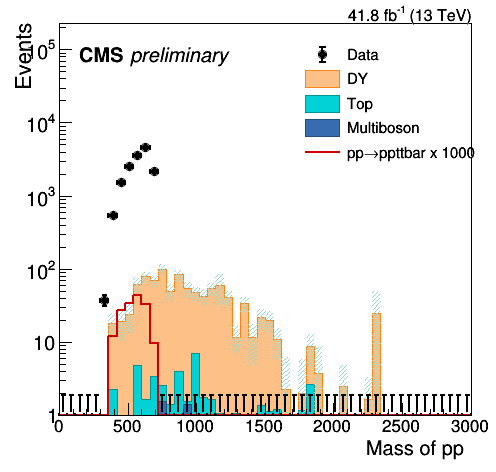 41.8 fb⁻¹ (13 TeV)
Events
CMS preliminary
Data
DY
Top
Multiboson
pp→ppttbar x 1000
10⁵
10⁴
10³
10²
10
1
0 500 1000 1500 2000 2500 3000
Mass of pp